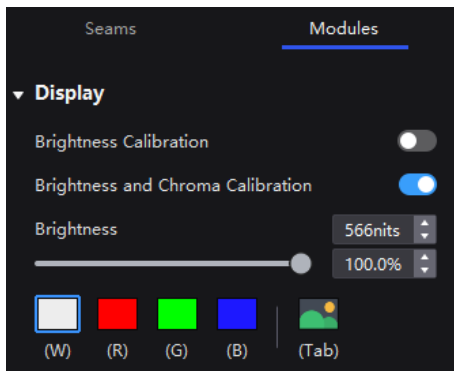 Seams Modules
Display
Brightness Calibration
Brightness and Chroma Calibration
Brightness 566nits
100.0%
(W) (R) (G) (B) (Tab)